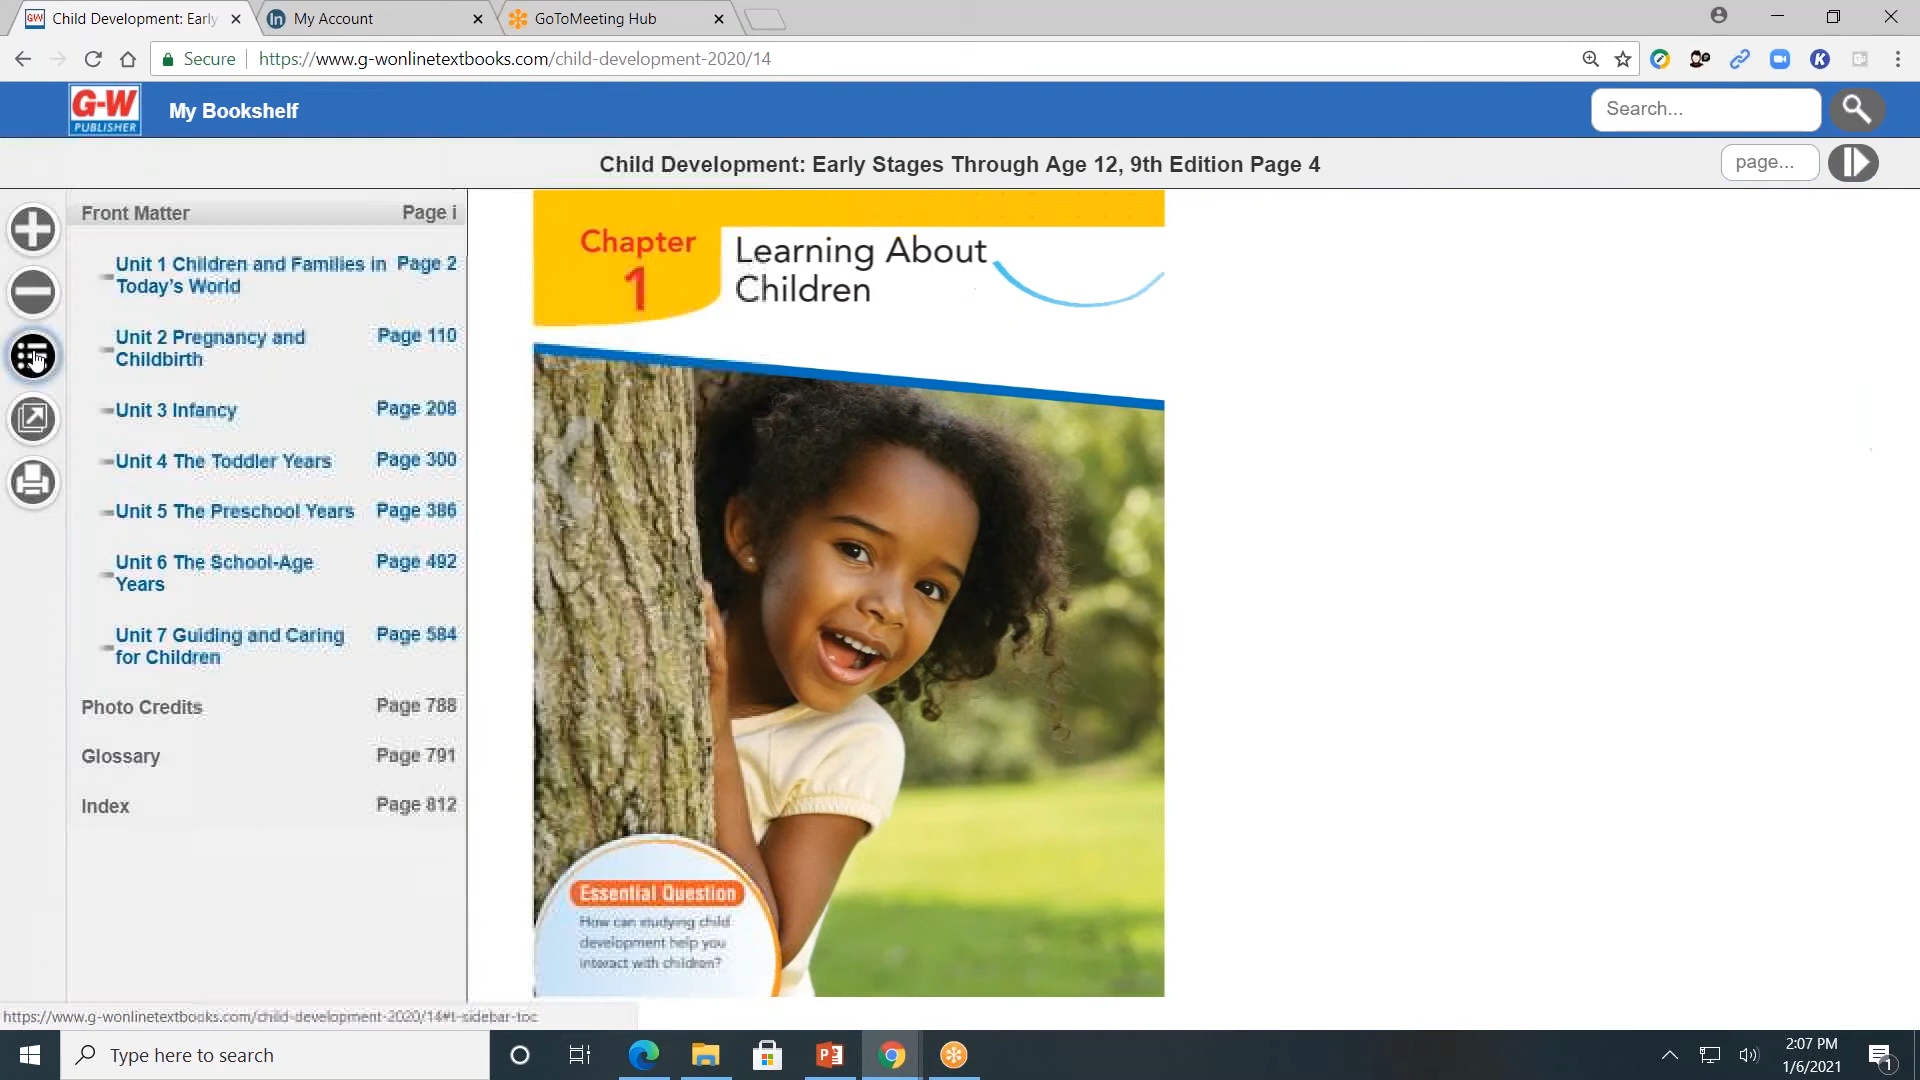 Child Development: Early
My Account
GoToMeeting Hub
Secure
https://www.g-wonlinetextbooks.com/child-development-2020/14
G-W
PUBLISHER
My Bookshelf
Search...
Child Development: Early Stages Through Age 12, 9th Edition Page 4
page...
Front Matter Page i
Unit 1 Children and Families in Page 2
Today's World
Unit 2 Pregnancy and Page 110
Childbirth
Unit 3 Infancy Page 208
Unit 4 The Toddler Years Page 300
Unit 5 The Preschool Years Page 386
Unit 6 The School-Age Page 492
Years
Unit 7 Guiding and Caring Page 584
for Children
Photo Credits Page 788
Glossary Page 791
Index Page 812
Chapter
1
Learning About
Children
Essential Question
How can studying child
development help you
interact with children?
https://www.g-wonlinetextbooks.com/child-development-2020/14#t-sidebar-toc
Type here to search
2:07 PM
1/6/2021
1